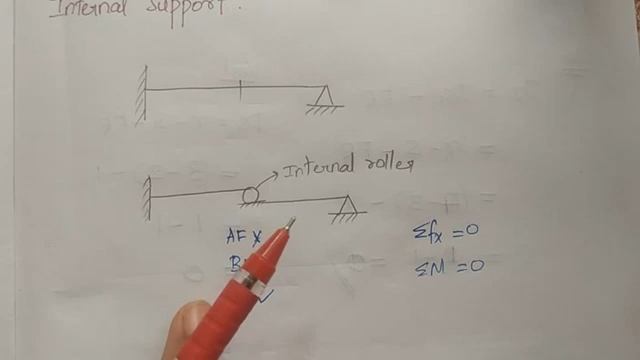 Internal Support.
Internal roller
AF x
Σfx = 0
ΣM = 0